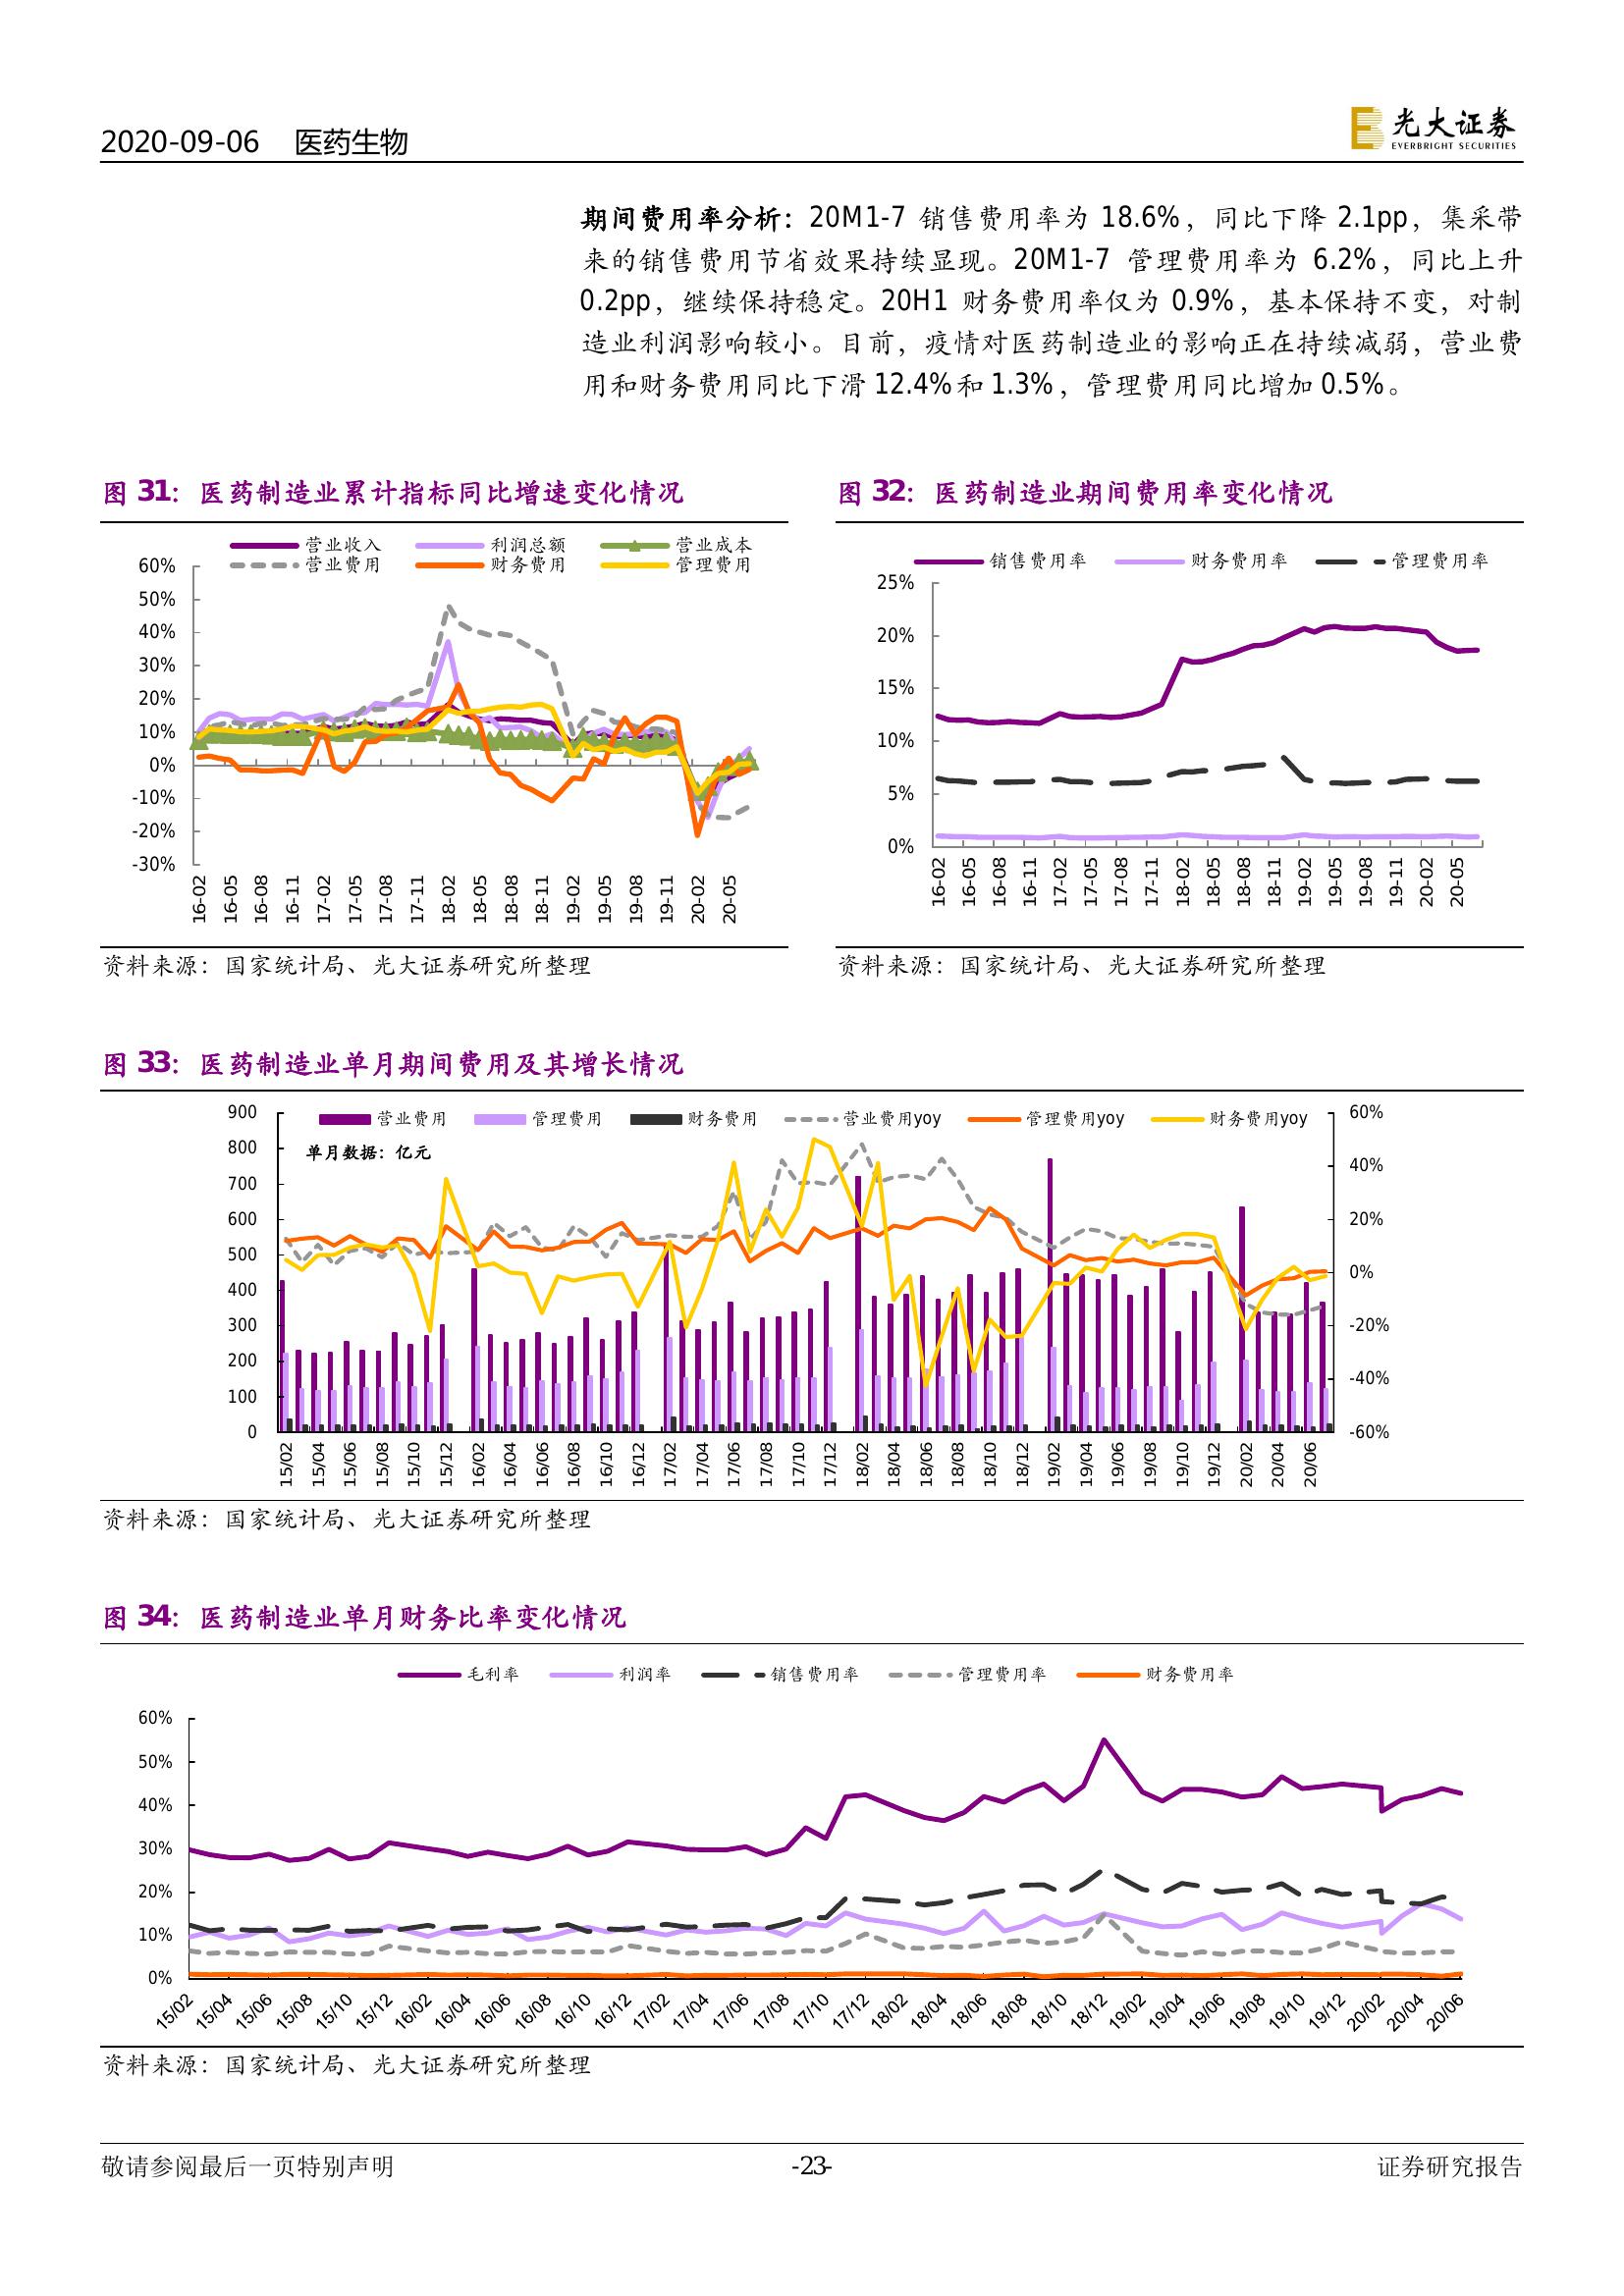 2020-09-06 医药生物
光大证券
EVERBRIGHT SECURITIES
期间费用率分析：20M1-7 销售费用率为 18.6%，同比下降 2.1pp，集采带
来的销售费用节省效果持续显现。20M1-7 管理费用率为 6.2%，同比上升
0.2pp，继续保持稳定。20H1 财务费用率仅为 0.9%，基本保持不变，对制
造业利润影响较小。目前，疫情对医药制造业的影响正在持续减弱，营业费
用和财务费用同比下滑 12.4%和 1.3%，管理费用同比增加 0.5%。
图 31：医药制造业累计指标同比增速变化情况
营业收入 利润总额 营业成本
营业费用 财务费用 管理费用
60%
50%
40%
30%
20%
10%
0%
-10%
-20%
-30%
16-02 16-05 16-08 16-11 17-02 17-05 17-08 17-11 18-02 18-05 18-08 18-11 19-02 19-05 19-08 19-11 20-02 20-05
资料来源：国家统计局、光大证券研究所整理
图 32：医药制造业期间费用率变化情况
销售费用率 财务费用率 管理费用率
25%
20%
15%
10%
5%
0%
16-02 16-05 16-08 16-11 17-02 17-05 17-08 17-11 18-02 18-05 18-08 18-11 19-02 19-05 19-08 19-11 20-02 20-05
资料来源：国家统计局、光大证券研究所整理
图 33：医药制造业单月期间费用及其增长情况
营业费用 管理费用 财务费用 营业费用yoy 管理费用yoy 财务费用yoy
单月数据：亿元
900
800
700
600
500
400
300
200
100
0
60%
40%
20%
0%
-20%
-40%
-60%
15/02 15/04 15/06 15/08 15/10 15/12 16/02 16/04 16/06 16/08 16/10 16/12 17/02 17/04 17/06 17/08 17/10 17/12 18/02 18/04 18/06 18/08 18/10 18/12 19/02 19/04 19/06 19/08 19/10 19/12 20/02 20/04 20/06
资料来源：国家统计局、光大证券研究所整理
图 34：医药制造业单月财务比率变化情况
毛利率 利润率 销售费用率 管理费用率 财务费用率
60%
50%
40%
30%
20%
10%
0%
15/02 15/04 15/06 15/08 15/10 15/12 16/02 16/04 16/06 16/08 16/10 16/12 17/02 17/04 17/06 17/08 17/10 17/12 18/02 18/04 18/06 18/08 18/10 18/12 19/02 19/04 19/06 19/08 19/10 19/12 20/02 20/04 20/06
资料来源：国家统计局、光大证券研究所整理
敬请参阅最后一页特别声明 -23- 证券研究报告